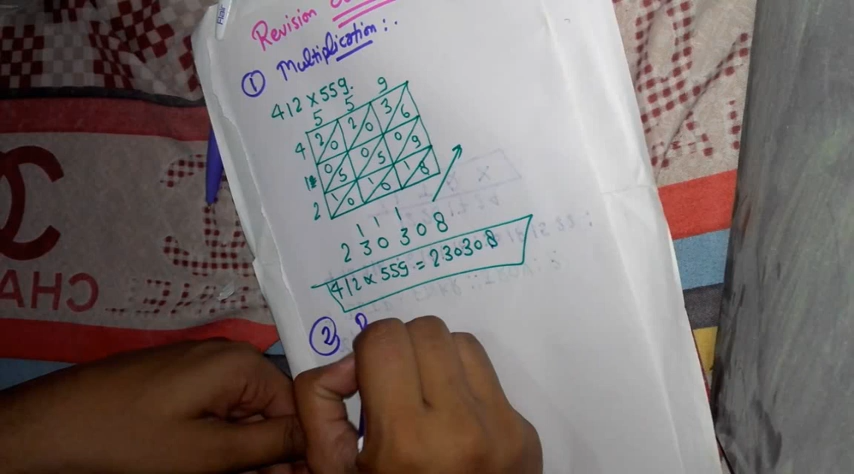 Revision
① Multiplication :.
412 x 559.
5 5 9
4 2/0 2/0 3/6
1 0/5 0/5 0/9
2 1/0 1/0 1/8
1 1 1
2 3 0 3 0 8
412 x 559 = 230308
②